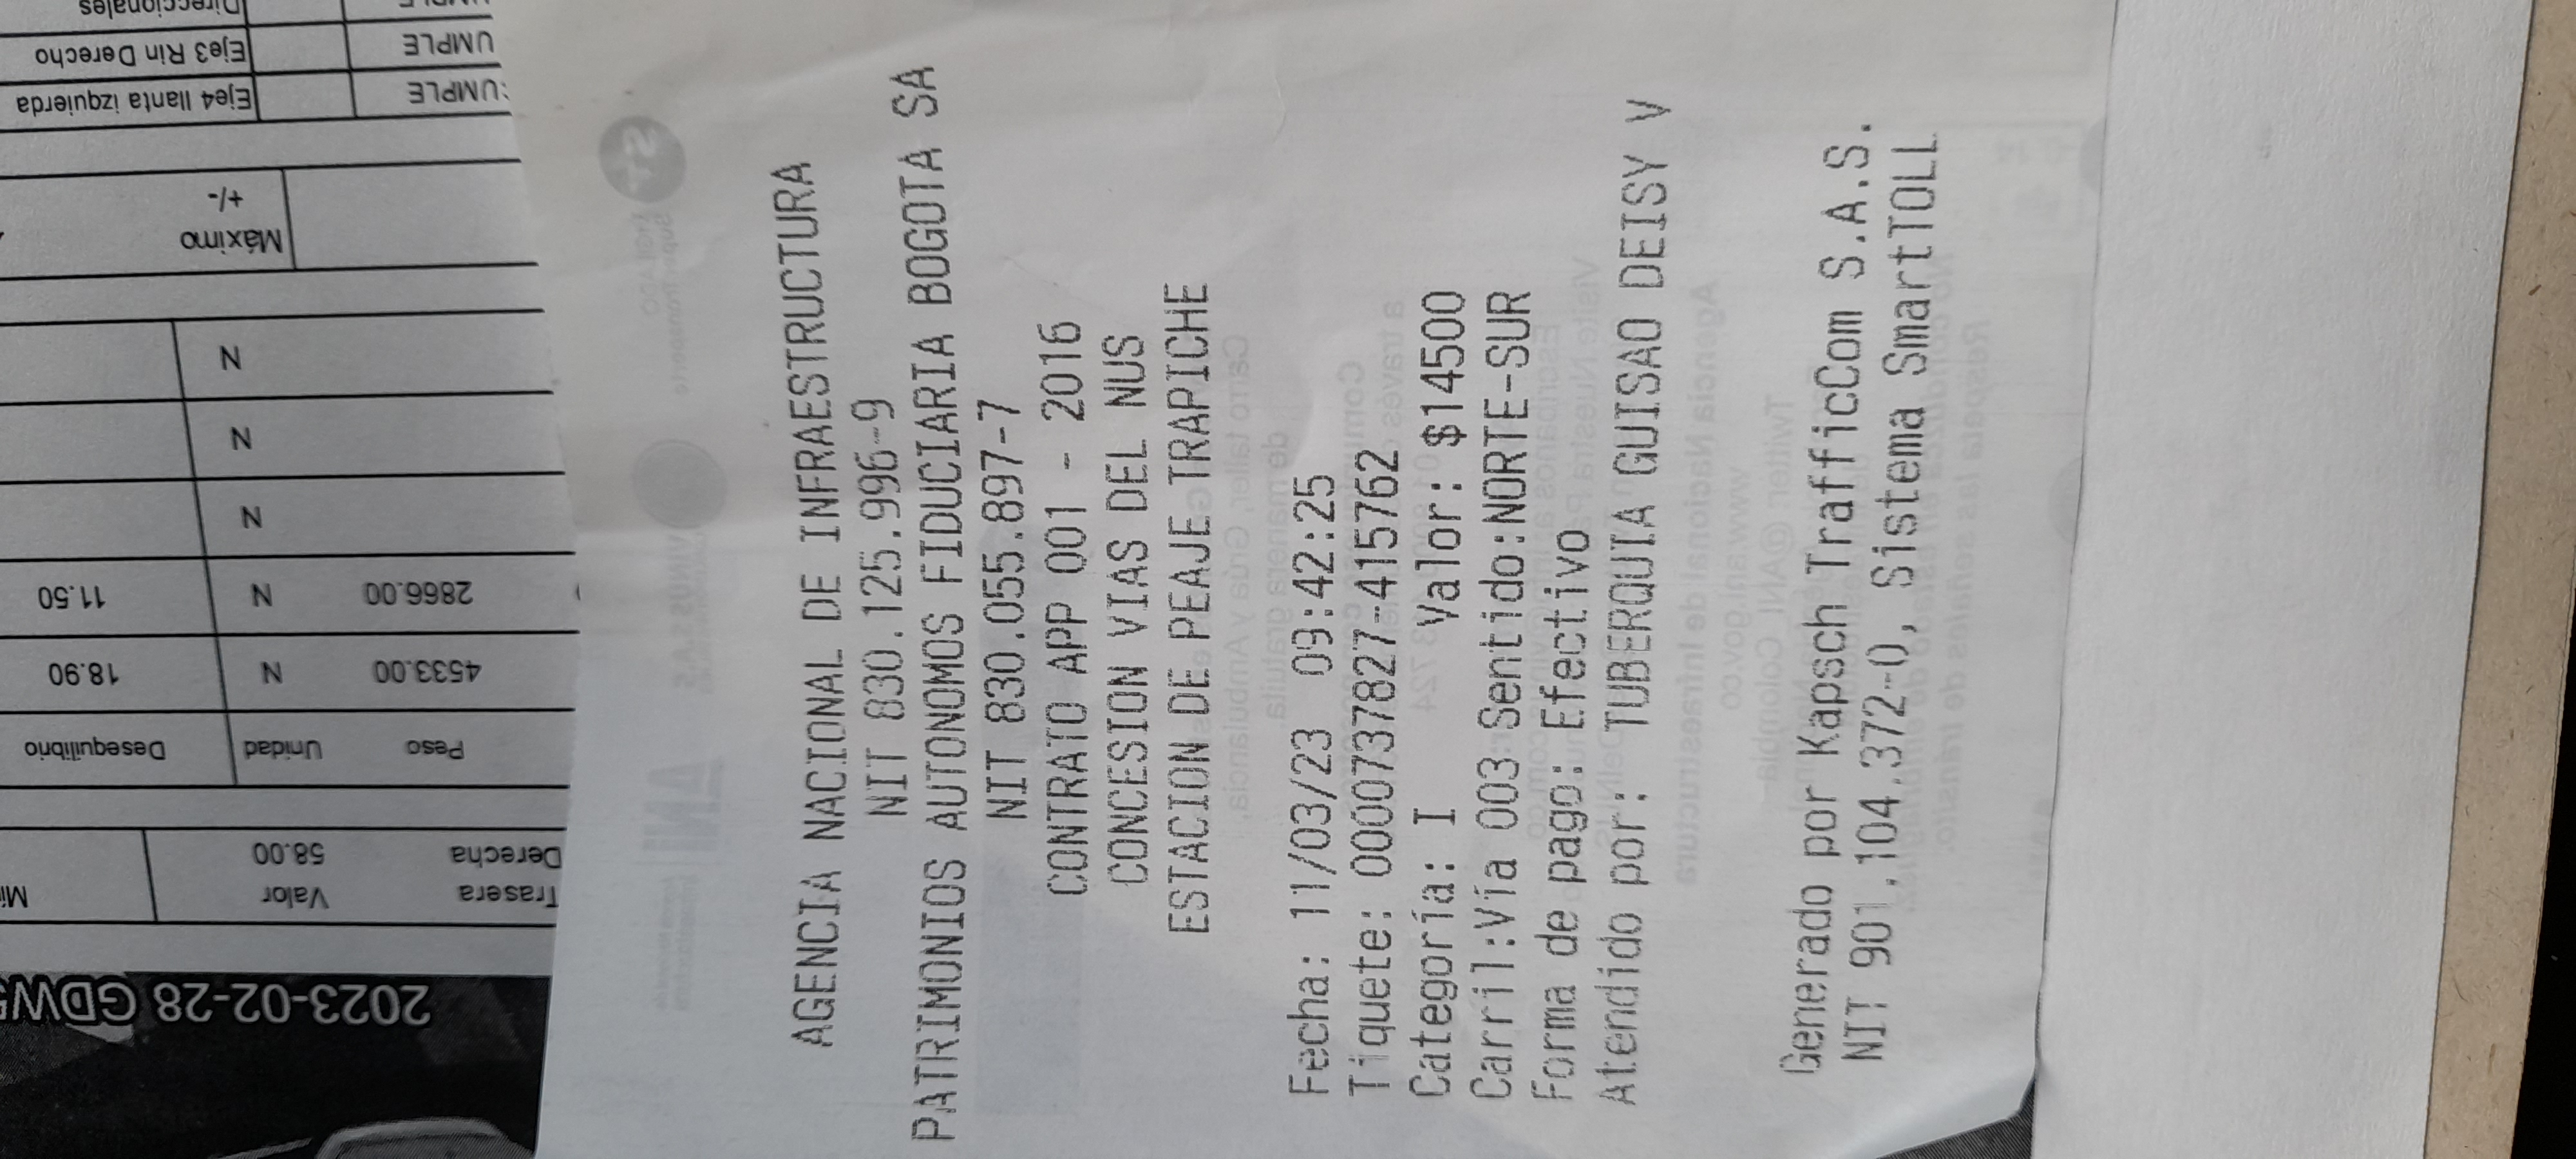 AGENCIA NACIONAL DE INFRAESTRUCTURA
NIT 830.125.996-9
PATRIMONIOS AUTONOMOS FIDUCIARIA BOGOTA SA
NIT 830.055.897-7
CONTRATO APP 001 - 2016
CONCESION VIAS DEL NUS
ESTACION DE PEAJE TRAPICHE
Fecha: 11/03/23 09:42:25
Tiquete: 0000737827-415762
Categoría: I Valor: $14500
Carril:Vía 003 Sentido:NORTE-SUR
Forma de pago: Efectivo
Atendido por: TUBERQUIA GUISAO DEISY V
Generado por Kapsch TrafficCom S.A.S.
NIT 901.104.372-0, Sistema SmartTOLL
2023-02-28
Trasera Valor
Derecha 58.00
Peso Unidad Desequilibrio
4533.00 N 18.90
2866.00 N 11.50
N
N
N
Máximo
+/-
Eje4 llanta izquierda
Eje3 Rin Derecho
Direccionales